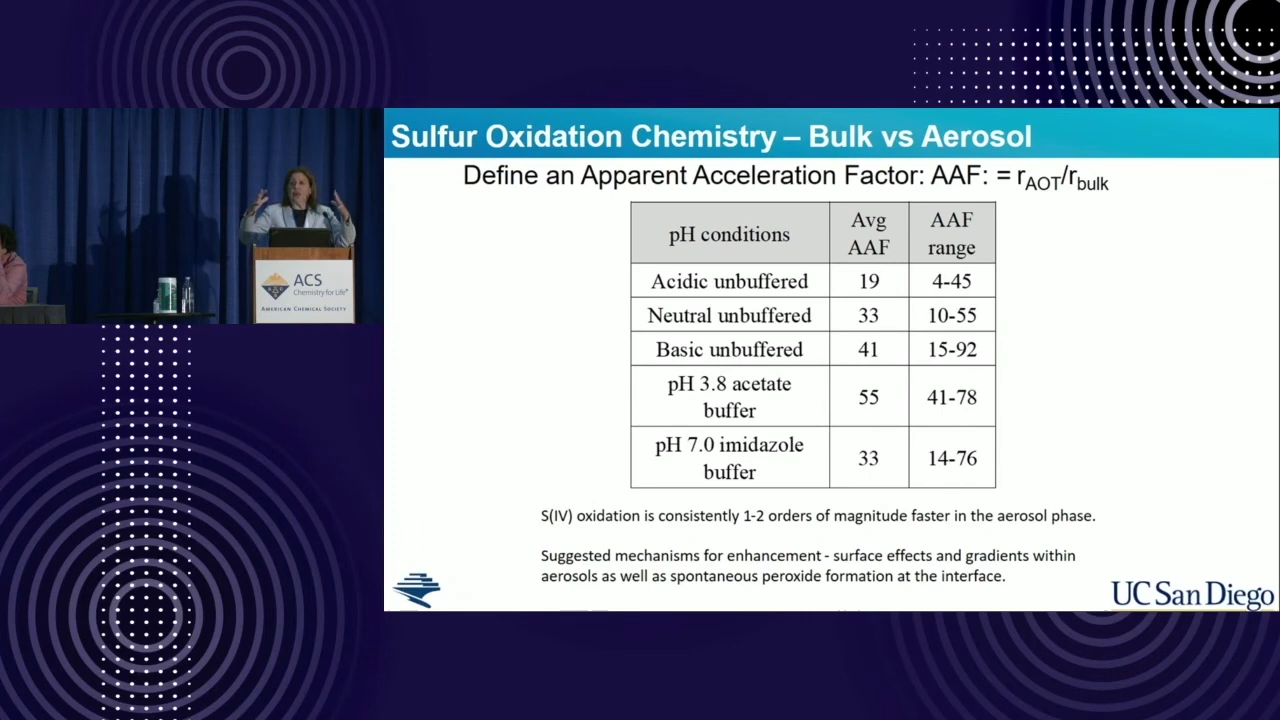 Sulfur Oxidation Chemistry – Bulk vs Aerosol
Define an Apparent Acceleration Factor: AAF: = rAOT/rbulk
pH conditions
Avg
AAF
AAF
range
Acidic unbuffered
19
4-45
Neutral unbuffered
33
10-55
Basic unbuffered
41
15-92
pH 3.8 acetate
buffer
55
41-78
pH 7.0 imidazole
buffer
33
14-76
S(IV) oxidation is consistently 1-2 orders of magnitude faster in the aerosol phase.
Suggested mechanisms for enhancement - surface effects and gradients within
aerosols as well as spontaneous peroxide formation at the interface.
UC San Diego
ACS
Chemistry for Life®
AMERICAN CHEMICAL SOCIETY